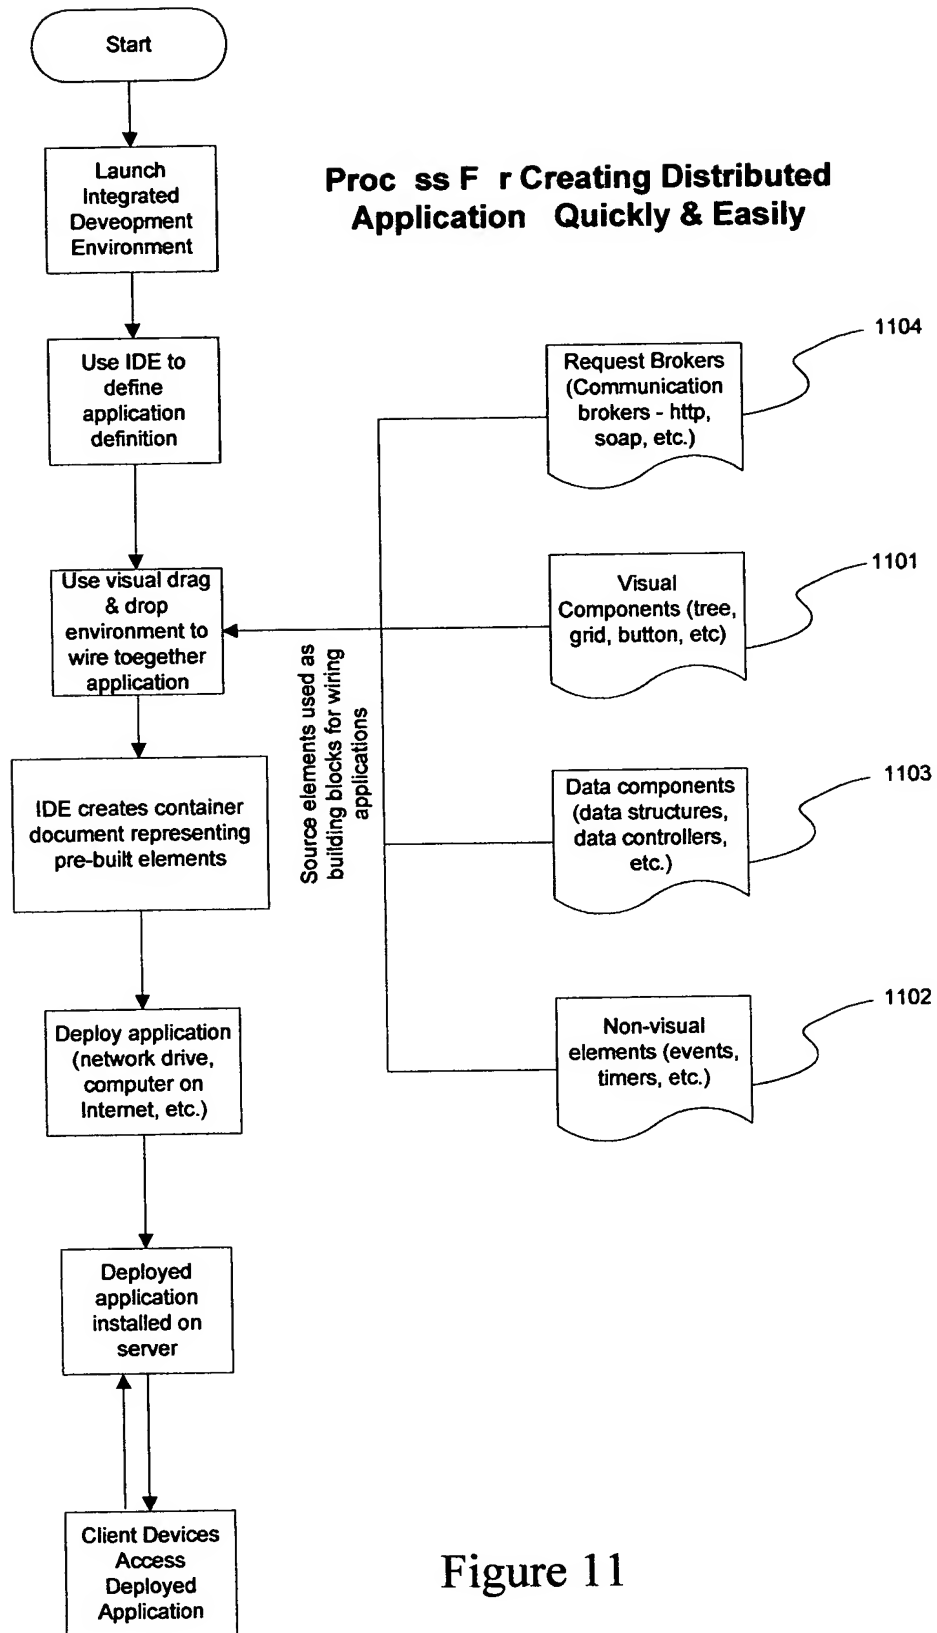 Start
Launch
Integrated
Deveopment
Environment
Proc ss F r Creating Distributed
Application Quickly & Easily
Use IDE to
define
application
definition
Request Brokers
(Communication
brokers - http,
soap, etc.)
1104
Use visual drag
& drop
environment to
wire toegether
application
Source elements used as
building blocks for wiring
applications
Visual
Components (tree,
grid, button, etc)
1101
IDE creates container
document representing
pre-built elements
Data components
(data structures,
data controllers,
etc.)
1103
Deploy application
(network drive,
computer on
Internet, etc.)
Non-visual
elements (events,
timers, etc.)
1102
Deployed
application
installed on
server
Client Devices
Access
Deployed
Application
Figure 11